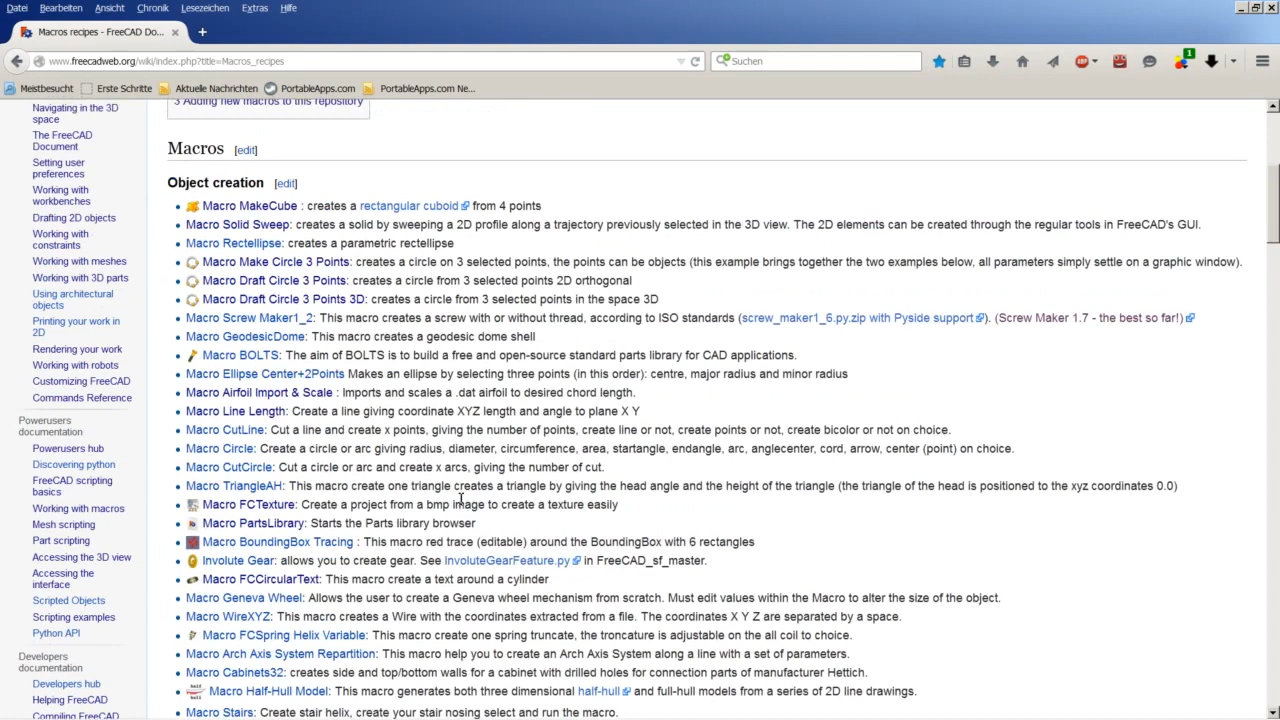 Datei Bearbeiten Ansicht Chronik Lesezeichen Extras Hilfe
Macros recipes - FreeCAD Do...
www.freecadweb.org/wiki/index.php?title=Macros_recipes
Suchen
1
Meistbesucht Erste Schritte Aktuelle Nachrichten PortableApps.com PortableApps.com Ne...
Navigating in the 3D
space
The FreeCAD
Document
Setting user
preferences
Working with
workbenches
Drafting 2D objects
Working with
constraints
Working with meshes
Working with 3D parts
Using architectural
objects
Printing your work in
2D
Rendering your work
Working with robots
Customizing FreeCAD
Commands Reference
Powerusers
documentation
Powerusers hub
Discovering python
FreeCAD scripting
basics
Working with macros
Mesh scripting
Part scripting
Accessing the 3D view
Accessing the
interface
Scripted Objects
Scripting examples
Python API
Developers
documentation
Developers hub
Helping FreeCAD
Compiling FreeCAD
3 Adding new macros to this repository
Macros [edit]
Object creation [edit]
Macro MakeCube : creates a rectangular cuboid from 4 points
Macro Solid Sweep: creates a solid by sweeping a 2D profile along a trajectory previously selected in the 3D view. The 2D elements can be created through the regular tools in FreeCAD's GUI.
Macro Rectellipse: creates a parametric rectellipse
Macro Make Circle 3 Points: creates a circle on 3 selected points, the points can be objects (this example brings together the two examples below, all parameters simply settle on a graphic window).
Macro Draft Circle 3 Points: creates a circle from 3 selected points 2D orthogonal
Macro Draft Circle 3 Points 3D: creates a circle from 3 selected points in the space 3D
Macro Screw Maker1_2: This macro creates a screw with or without thread, according to ISO standards (screw_maker1_6.py.zip with Pyside support). (Screw Maker 1.7 - the best so far!)
Macro GeodesicDome: This macro creates a geodesic dome shell
Macro BOLTS: The aim of BOLTS is to build a free and open-source standard parts library for CAD applications.
Macro Ellipse Center+2Points Makes an ellipse by selecting three points (in this order): centre, major radius and minor radius
Macro Airfoil Import & Scale : Imports and scales a .dat airfoil to desired chord length.
Macro Line Length: Create a line giving coordinate XYZ length and angle to plane X Y
Macro CutLine: Cut a line and create x points, giving the number of points, create line or not, create points or not, create bicolor or not on choice.
Macro Circle: Create a circle or arc giving radius, diameter, circumference, area, startangle, endangle, arc, anglecenter, cord, arrow, center (point) on choice.
Macro CutCircle: Cut a circle or arc and create x arcs, giving the number of cut.
Macro TriangleAH: This macro create one triangle creates a triangle by giving the head angle and the height of the triangle (the triangle of the head is positioned to the xyz coordinates 0.0)
Macro FCTexture: Create a project from a bmp image to create a texture easily
Macro PartsLibrary: Starts the Parts library browser
Macro BoundingBox Tracing : This macro red trace (editable) around the BoundingBox with 6 rectangles
Involute Gear: allows you to create gear. See InvoluteGearFeature.py in FreeCAD_sf_master.
Macro FCCircularText: This macro create a text around a cylinder
Macro Geneva Wheel: Allows the user to create a Geneva wheel mechanism from scratch. Must edit values within the Macro to alter the size of the object.
Macro WireXYZ: This macro creates a Wire with the coordinates extracted from a file. The coordinates X Y Z are separated by a space.
Macro FCSpring Helix Variable: This macro create one spring truncate, the troncature is adjustable on the all coil to choice.
Macro Arch Axis System Repartition: This macro help you to create an Arch Axis System along a line with a set of parameters.
Macro Cabinets32: creates side and top/bottom walls for a cabinet with drilled holes for connection parts of manufacturer Hettich.
Macro Half-Hull Model: This macro generates both three dimensional half-hull and full-hull models from a series of 2D line drawings.
Macro Stairs: Create stair helix, create your stair nosing select and run the macro.